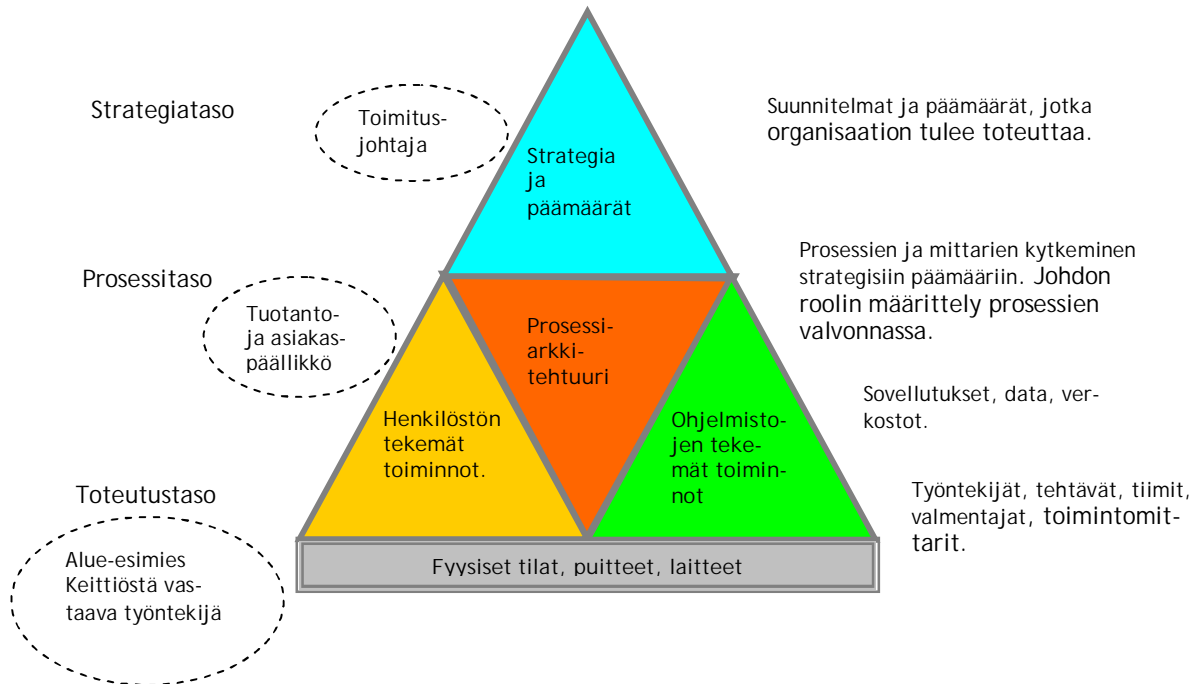 Strategiataso
Toimitus-
johtaja
Strategia
ja
päämäärät
Suunnitelmat ja päämäärät, jotka
organisaation tulee toteuttaa.
Prosessitaso
Tuotanto-
ja asiakas-
päällikkö
Prosessi-
arkki-
tehtuuri
Prosessien ja mittarien kytkeminen
strategisiin päämääriin. Johdon
roolin määrittely prosessien
valvonnassa.
Henkilöstön
tekemät
toiminnot.
Ohjelmisto-
jen teke-
mät toimin-
not
Sovellutukset, data, ver-
kostot.
Toteutustaso
Alue-esimies
Keittiöstä vas-
taava työntekijä
Työntekijät, tehtävät, tiimit,
valmentajat, toimintomit-
tarit.
Fyysiset tilat, puitteet, laitteet